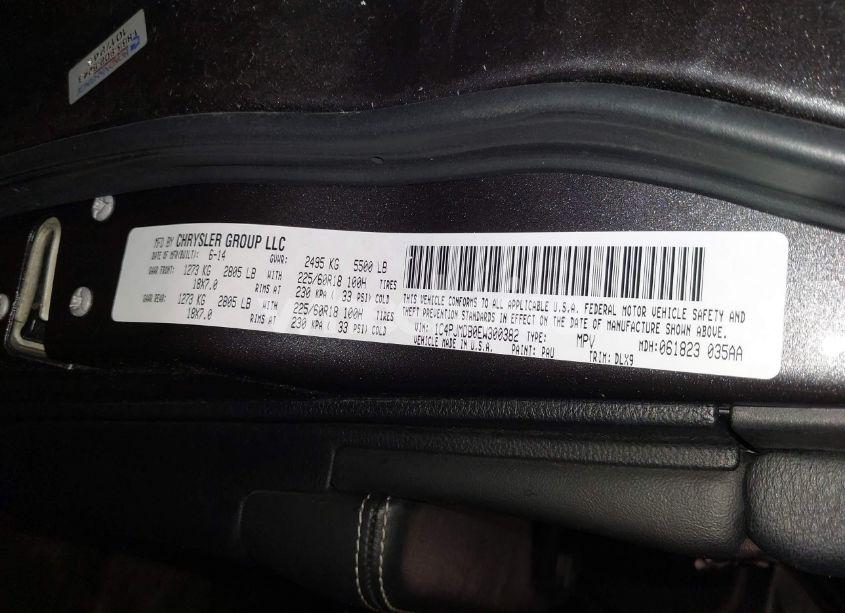 MFD BY CHRYSLER GROUP LLC
DATE OF MFR(BUILT): 6-14 GVWR: 2495 KG 5500 LB
GAWR FRONT: 1273 KG 2805 LB WITH 225/60R18 100H TIRES
18X7.0 RIMS AT 230 KPA ( 33 PSI) COLD
GAWR REAR: 1273 KG 2805 LB WITH 225/60R18 100H TIRES
18X7.0 RIMS AT 230 KPA ( 33 PSI) COLD
THIS VEHICLE CONFORMS TO ALL APPLICABLE U.S.A. FEDERAL MOTOR VEHICLE SAFETY AND
THEFT PREVENTION STANDARDS IN EFFECT ON THE DATE OF MANUFACTURE SHOWN ABOVE.
VIN: 1C4PJMDB0EW300382 TYPE: MPV MDH: 061823 035AA
VEHICLE MADE IN U.S.A. PAINT: PAU TRIM: DLX9